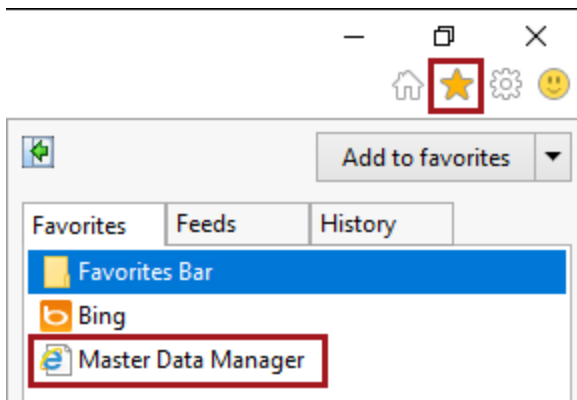 Add to favorites
Favorites Feeds History
Favorites Bar
Bing
Master Data Manager